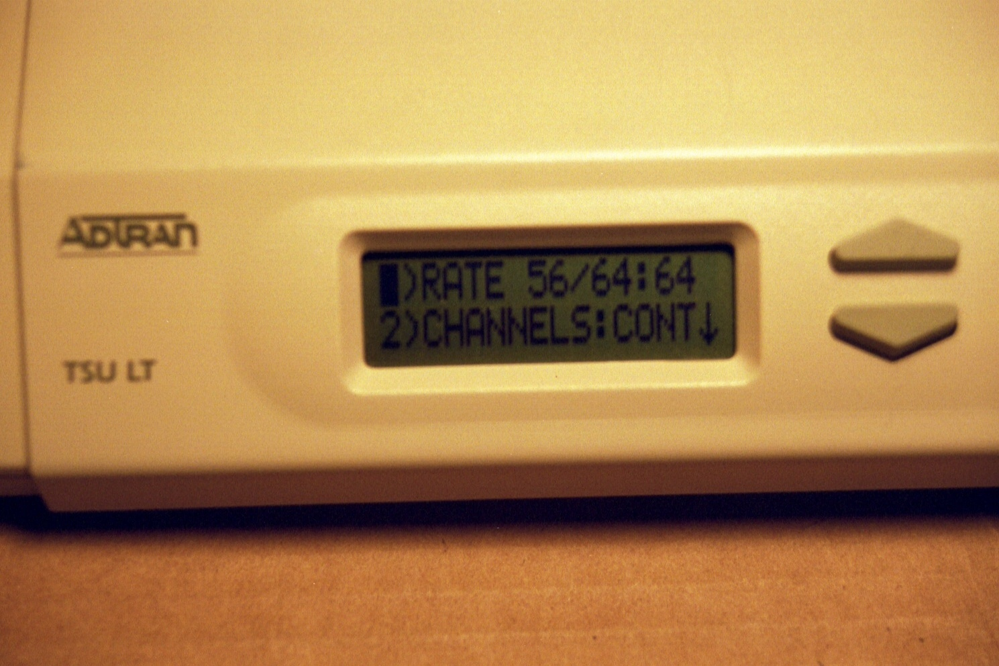 ADTRAN
)RATE 56/64:64
2)CHANNELS:CONT↓
TSU LT